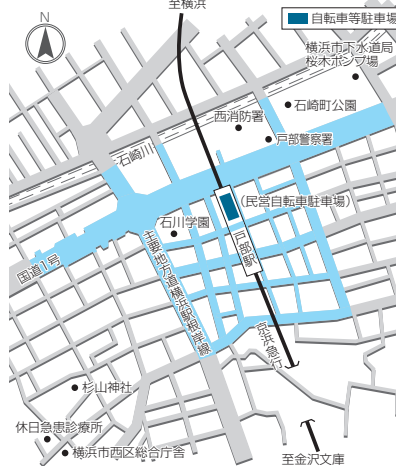 至横浜
N
自転車等駐車場
横浜市下水道局
桜木ポンプ場
石崎町公園
西消防署
戸部警察署
石崎川
(民営自転車駐車場)
石川学園
戸部駅
国道1号
主要地方道横浜駅根岸線
京浜急行
杉山神社
休日急患診療所
横浜市西区総合庁舎
至金沢文庫